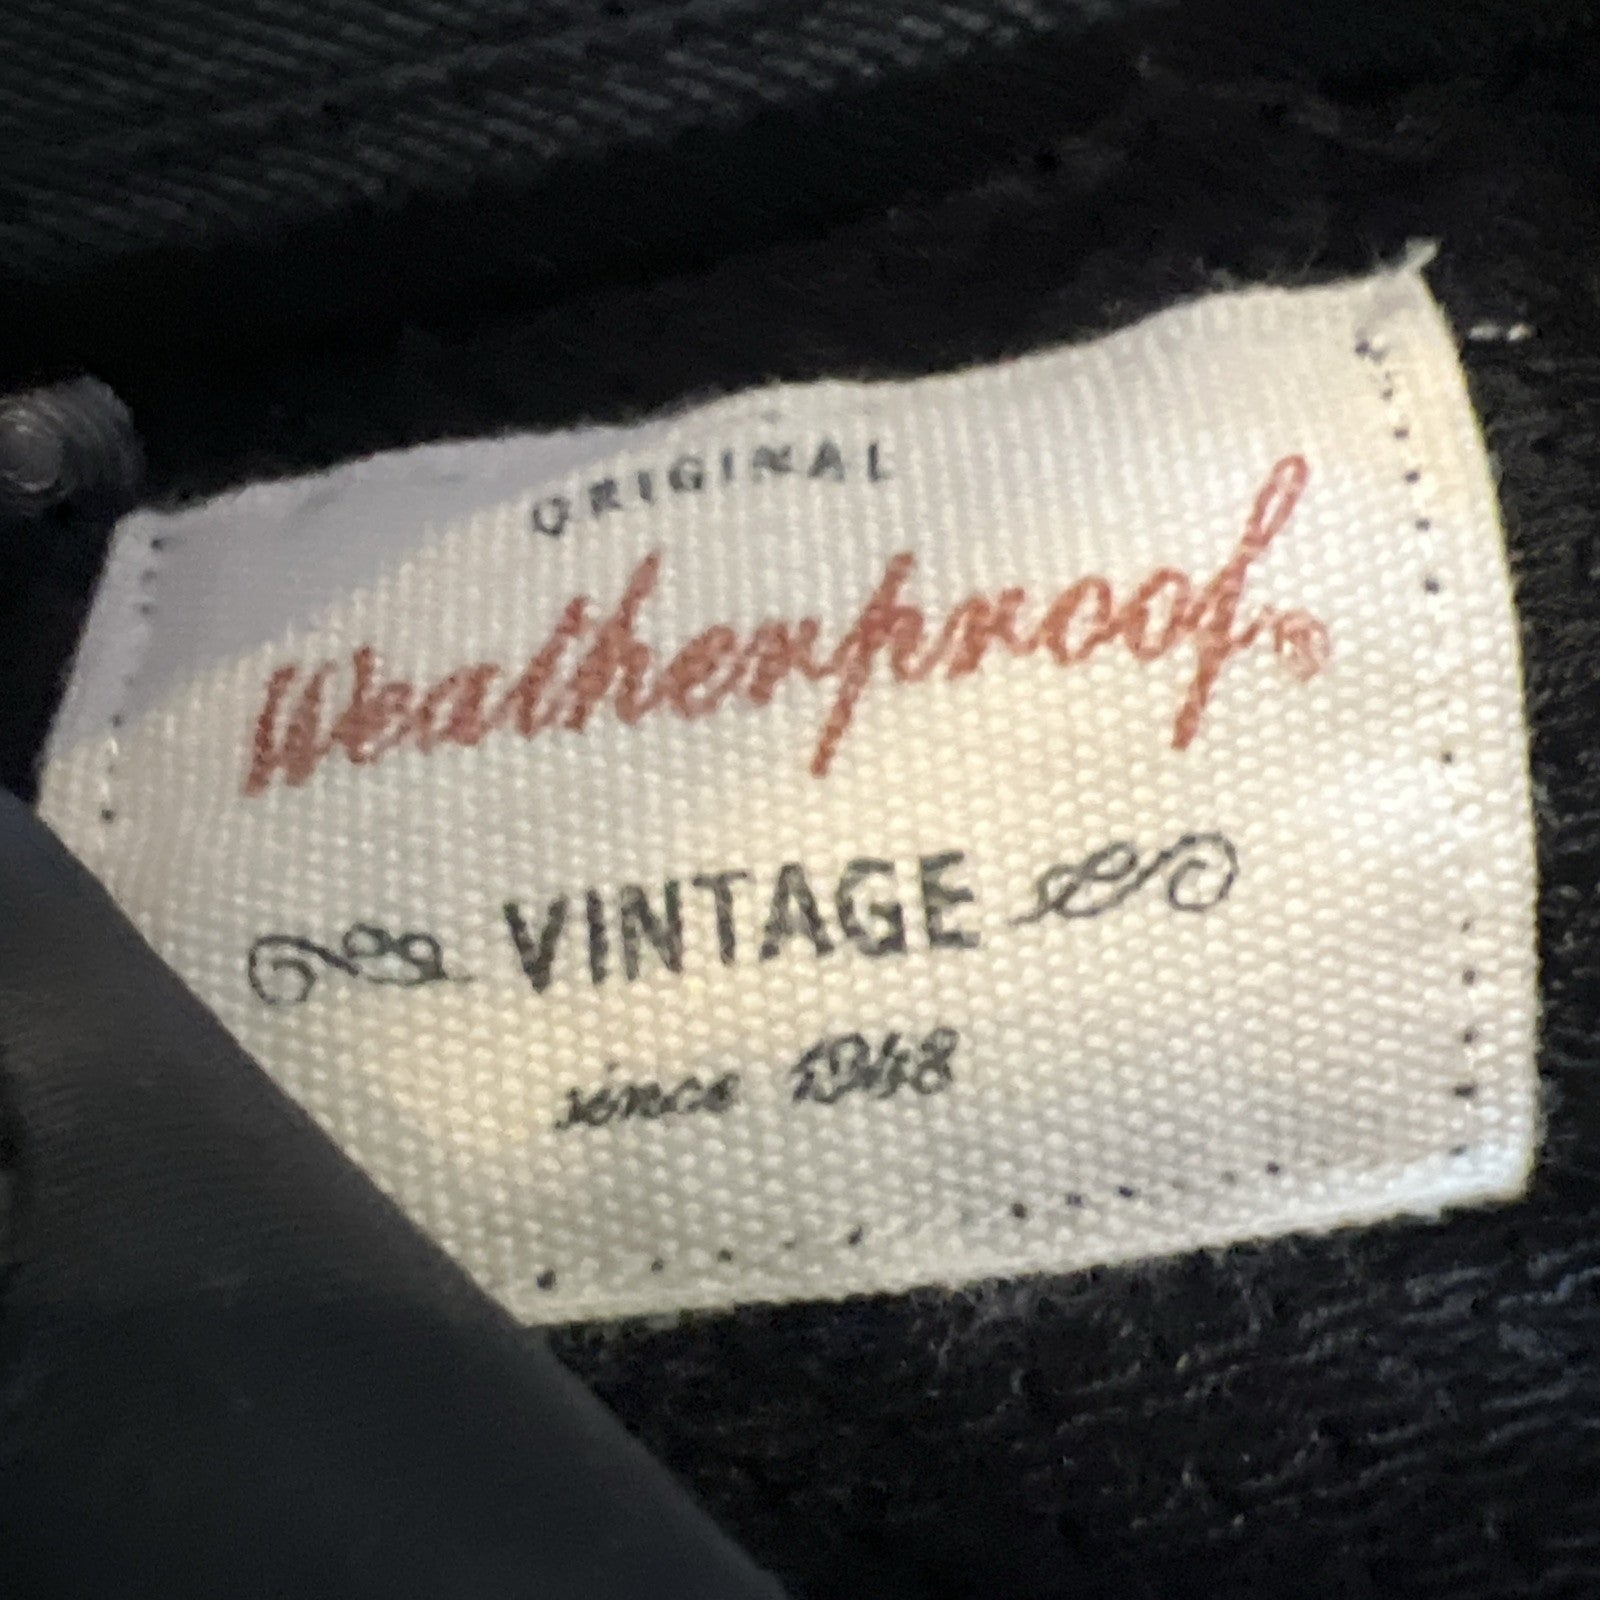 ORIGINAL
Weatherproof®
VINTAGE
since 1948